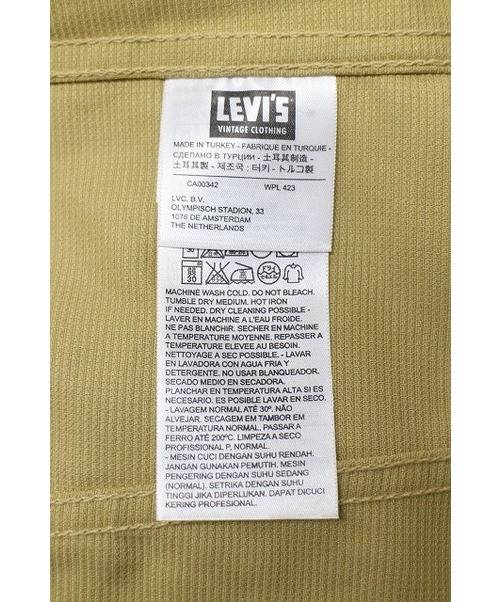 LEVI'S
VINTAGE CLOTHING
MADE IN TURKEY - FABRIQUE EN TURQUIE -
СДЕЛАНО В ТУРЦИИ - 土耳其制造 -
土耳其製 - 제조국 : 터키 - トルコ製
CA00342 WPL 423
LVC, B.V.
OLYMPISCH STADION, 33
1076 DE AMSTERDAM
THE NETHERLANDS
30
30
MACHINE WASH COLD. DO NOT BLEACH.
TUMBLE DRY MEDIUM. HOT IRON
IF NEEDED. DRY CLEANING POSSIBLE -
LAVER EN MACHINE A L'EAU FROIDE.
NE PAS BLANCHIR. SECHER EN MACHINE
A TEMPERATURE MOYENNE. REPASSER A
TEMPERATURE ELEVEE AU BESOIN.
NETTOYAGE A SEC POSSIBLE. - LAVAR
EN LAVADORA CON AGUA FRIA Y
DETERGENTE. NO USAR BLANQUEADOR.
SECADO MEDIO EN SECADORA.
PLANCHAR EN TEMPERATURA ALTA SI ES
NECESARIO. ES POSIBLE LAVAR EN SECO.
- LAVAGEM NORMAL ATÉ 30º. NÃO
ALVEJAR. SECAGEM EM TAMBOR EM
TEMPERATURA NORMAL, PASSAR A
FERRO ATÉ 200ºC. LIMPEZA A SECO
PROFISSIONAL P, NORMAL.
- MESIN CUCI DENGAN SUHU RENDAH.
JANGAN GUNAKAN PEMUTIH. MESIN
PENGERING DENGAN SUHU SEDANG
(NORMAL). SETRIKA DENGAN SUHU
TINGGI JIKA DIPERLUKAN. DAPAT DICUCI
KERING PROFESIONAL.